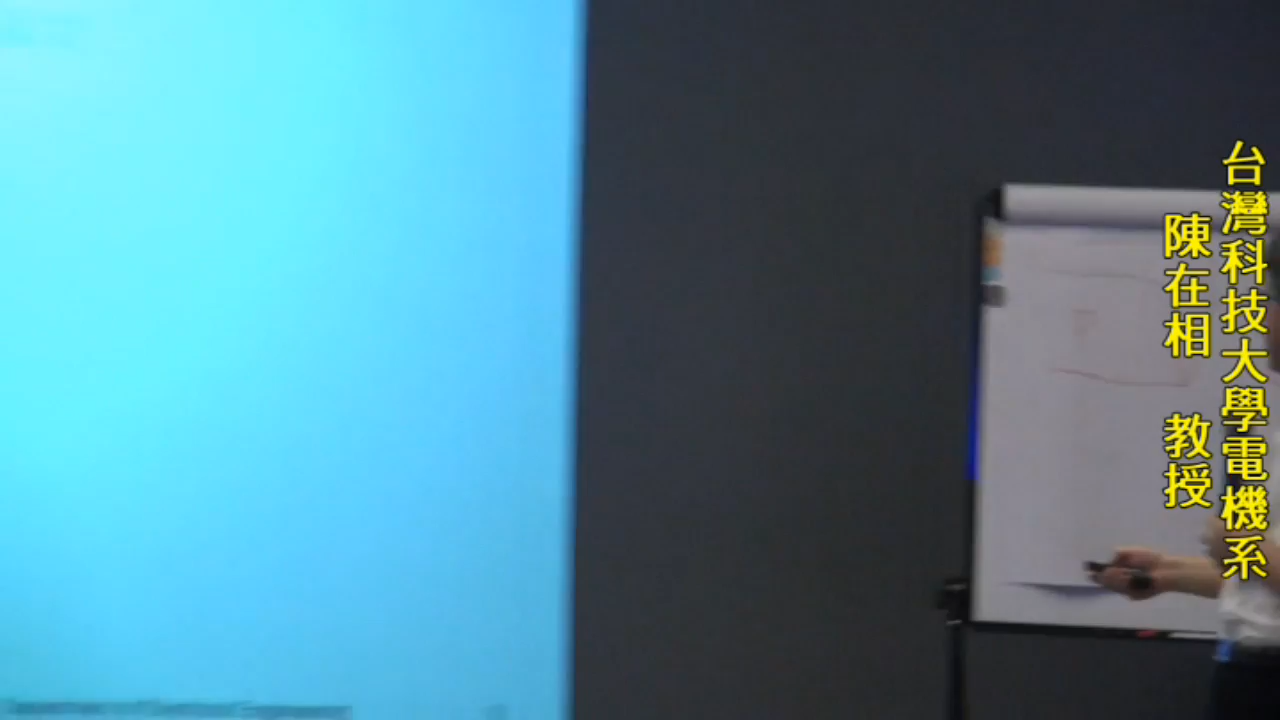 台灣科技大學電機系
陳在相 教授